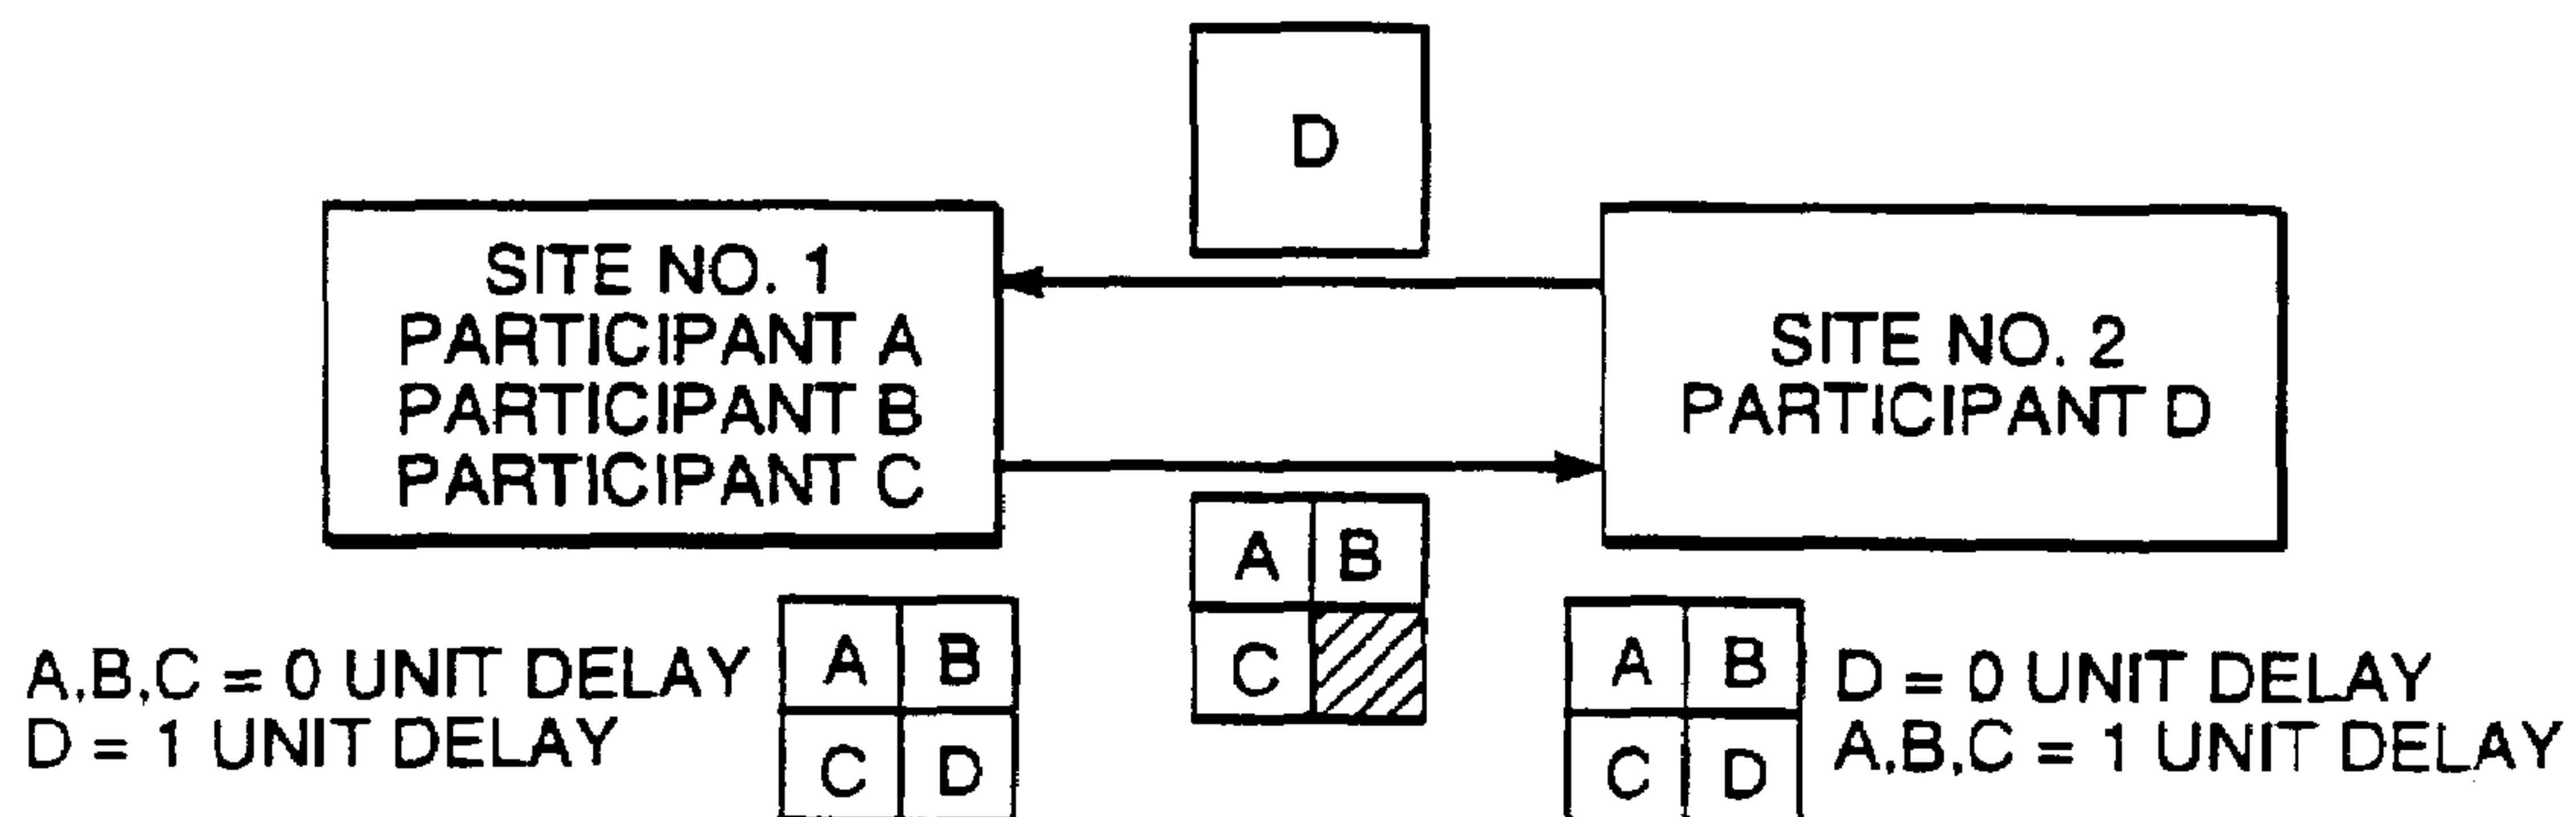 D
SITE NO. 1
PARTICIPANT A
PARTICIPANT B
PARTICIPANT C
SITE NO. 2
PARTICIPANT D
A B
C
A,B,C = 0 UNIT DELAY
D = 1 UNIT DELAY
A B
C D
A B
C D
D = 0 UNIT DELAY
A,B,C = 1 UNIT DELAY